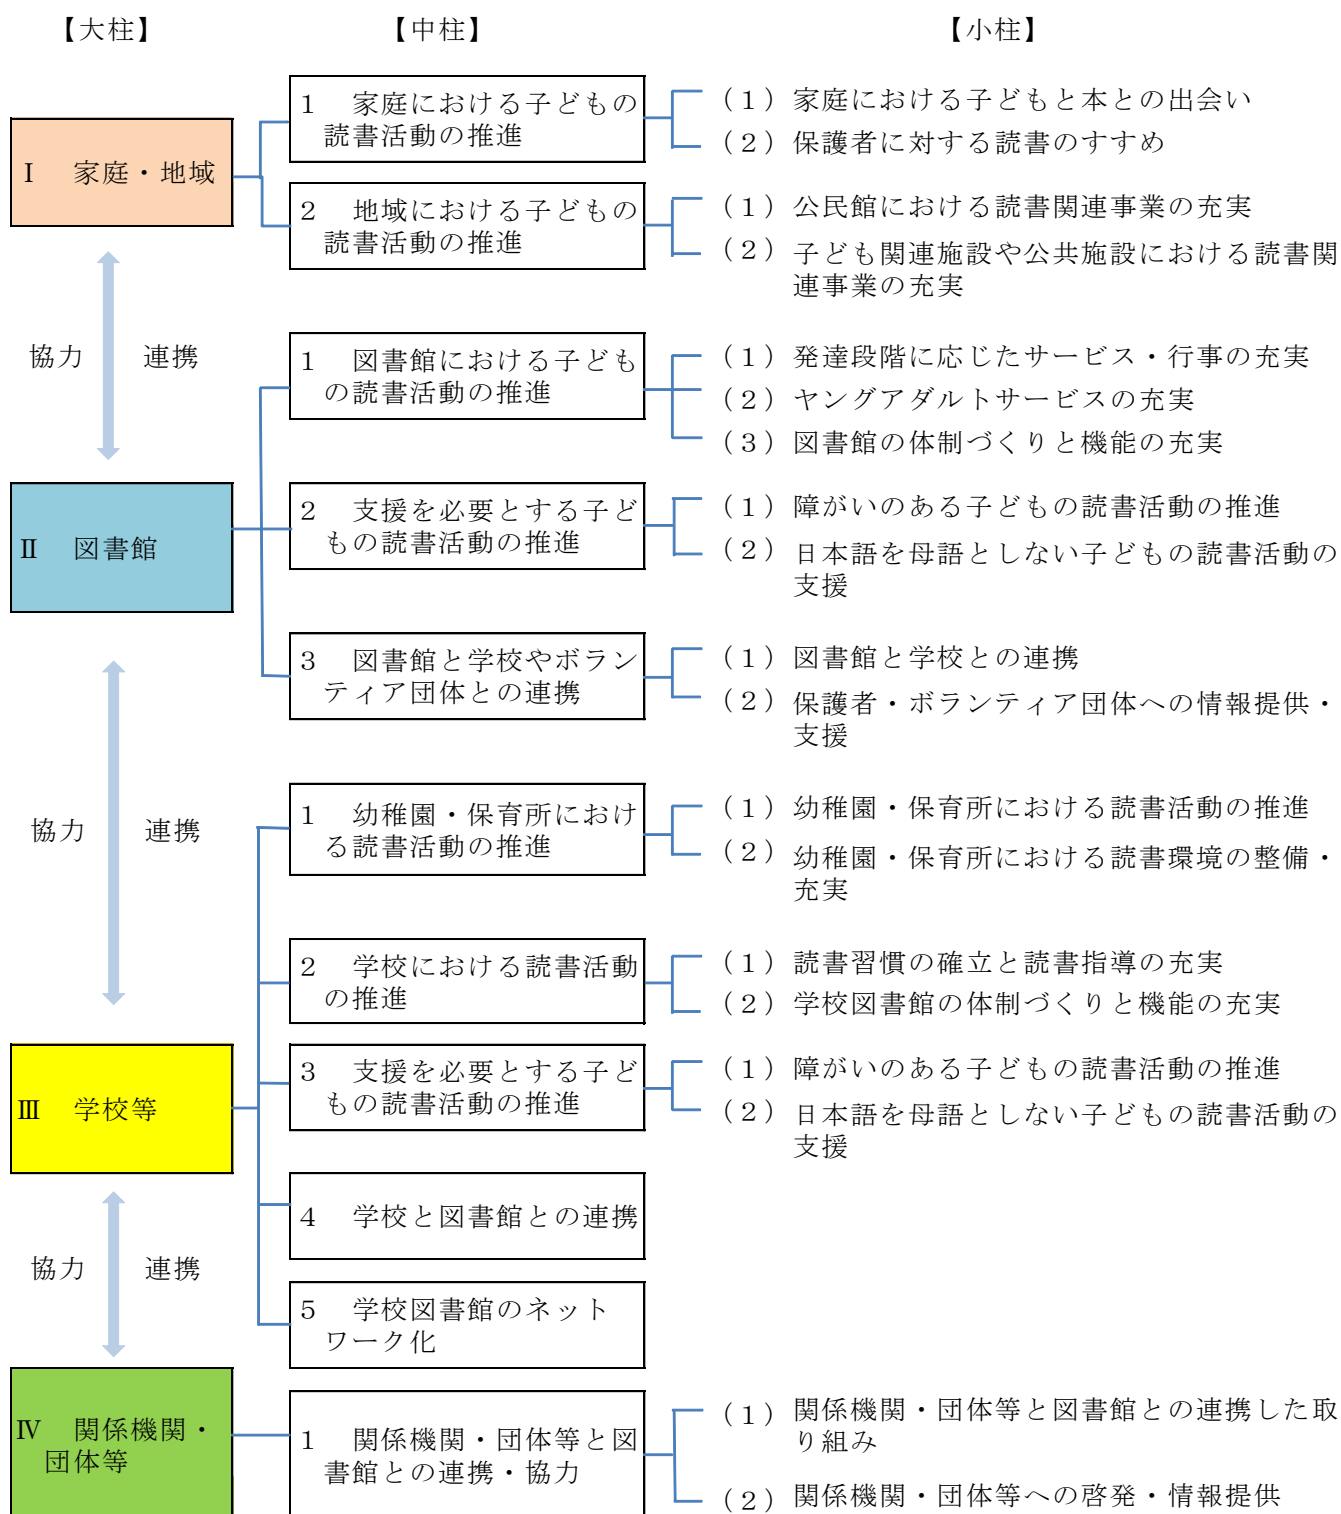 【大柱】 【中柱】 【小柱】
Ⅰ 家庭・地域
1 家庭における子どもの
読書活動の推進
(1) 家庭における子どもと本との出会い
(2) 保護者に対する読書のすすめ
2 地域における子どもの
読書活動の推進
(1) 公民館における読書関連事業の充実
(2) 子ども関連施設や公共施設における読書関
連事業の充実
協力 連携
Ⅱ 図書館
1 図書館における子ども
の読書活動の推進
(1) 発達段階に応じたサービス・行事の充実
(2) ヤングアダルトサービスの充実
(3) 図書館の体制づくりと機能の充実
2 支援を必要とする子ど
もの読書活動の推進
(1) 障がいのある子どもの読書活動の推進
(2) 日本語を母語としない子どもの読書活動の
支援
3 図書館と学校やボラン
ティア団体との連携
(1) 図書館と学校との連携
(2) 保護者・ボランティア団体への情報提供・
支援
協力 連携
Ⅲ 学校等
1 幼稚園・保育所におけ
る読書活動の推進
(1) 幼稚園・保育所における読書活動の推進
(2) 幼稚園・保育所における読書環境の整備・
充実
2 学校における読書活動
の推進
(1) 読書習慣の確立と読書指導の充実
(2) 学校図書館の体制づくりと機能の充実
3 支援を必要とする子ど
もの読書活動の推進
(1) 障がいのある子どもの読書活動の推進
(2) 日本語を母語としない子どもの読書活動の
支援
4 学校と図書館との連携
5 学校図書館のネット
ワーク化
協力 連携
Ⅳ 関係機関・
団体等
1 関係機関・団体等と図
書館との連携・協力
(1) 関係機関・団体等と図書館との連携した取
り組み
(2) 関係機関・団体等への啓発・情報提供